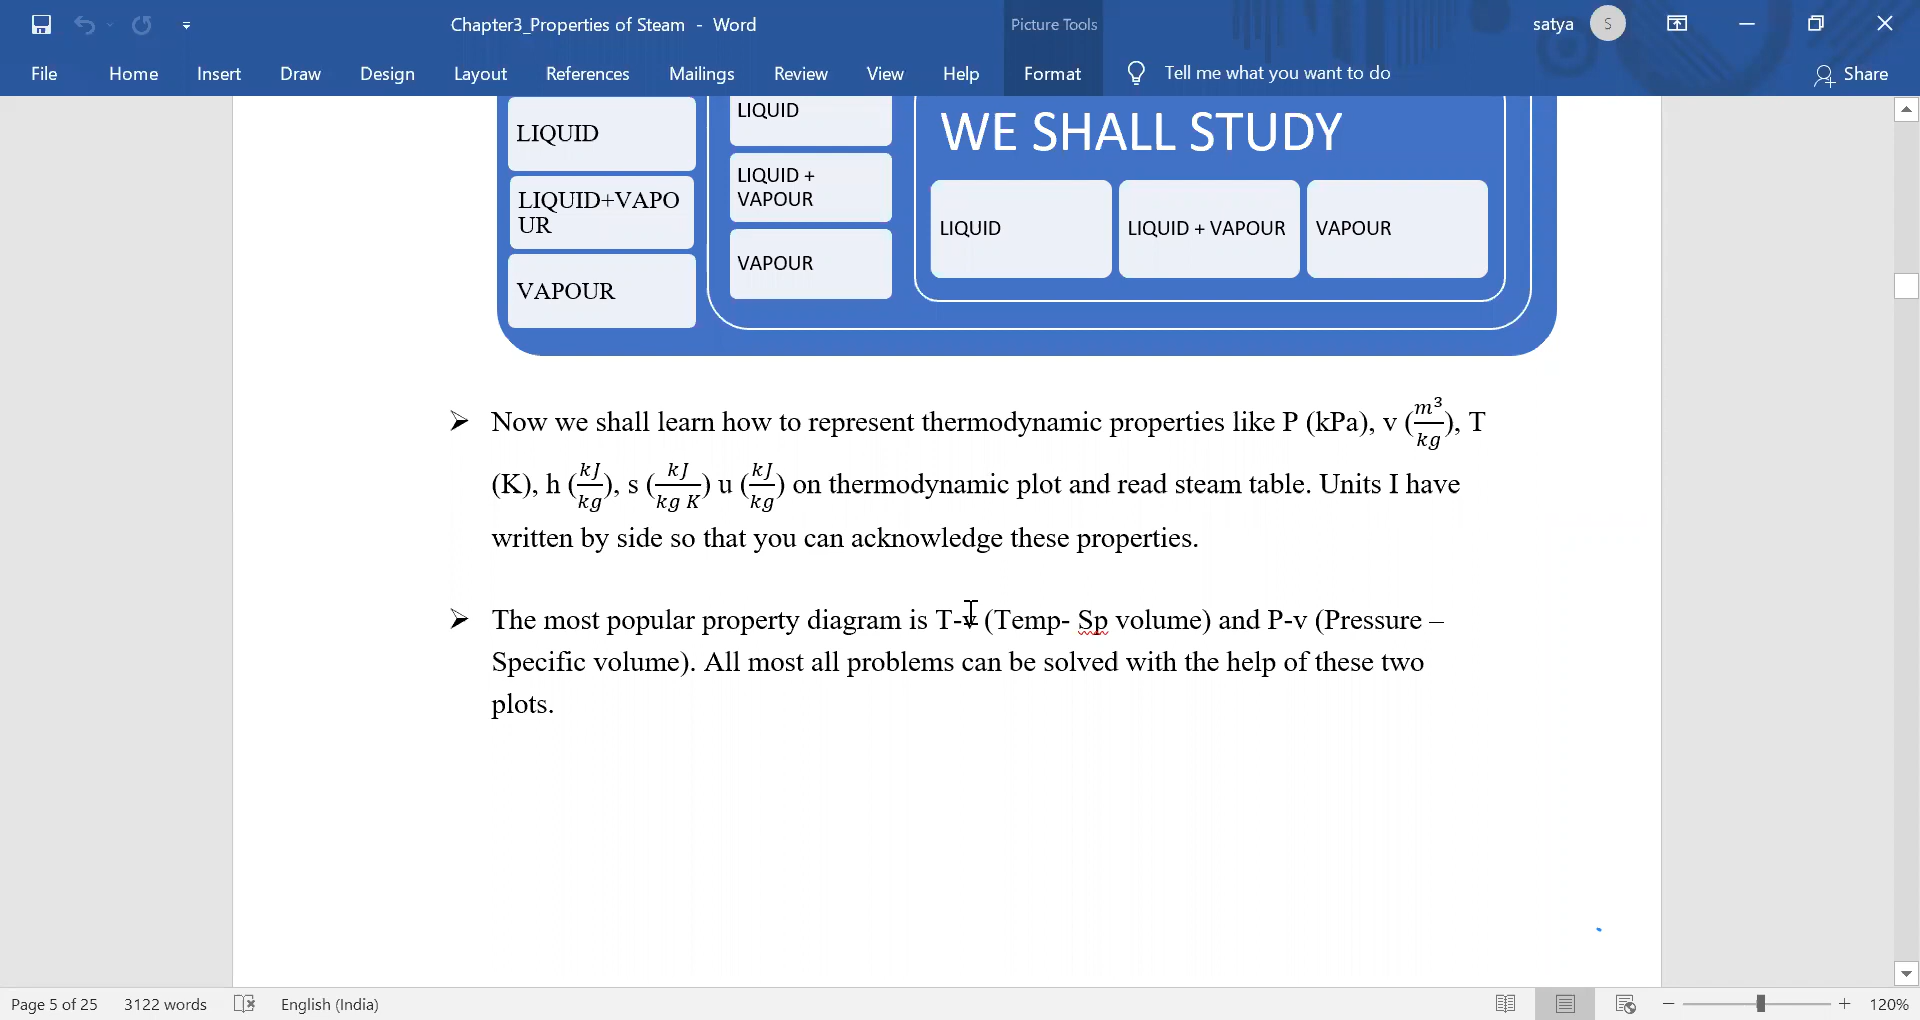 Chapter3_Properties of Steam - Word
Picture Tools
satya
S
File Home Insert Draw Design Layout References Mailings Review View Help Format Tell me what you want to do Share
LIQUID
LIQUID+VAPO
UR
VAPOUR
LIQUID
LIQUID +
VAPOUR
VAPOUR
WE SHALL STUDY
LIQUID
LIQUID + VAPOUR
VAPOUR
➢ Now we shall learn how to represent thermodynamic properties like P (kPa), v (m³/kg), T
(K), h (kJ/kg), s (kJ/kg K) u (kJ/kg) on thermodynamic plot and read steam table. Units I have
written by side so that you can acknowledge these properties.
➢ The most popular property diagram is T-v (Temp- Sp volume) and P-v (Pressure –
Specific volume). All most all problems can be solved with the help of these two
plots.
Page 5 of 25 3122 words English (India) 120%